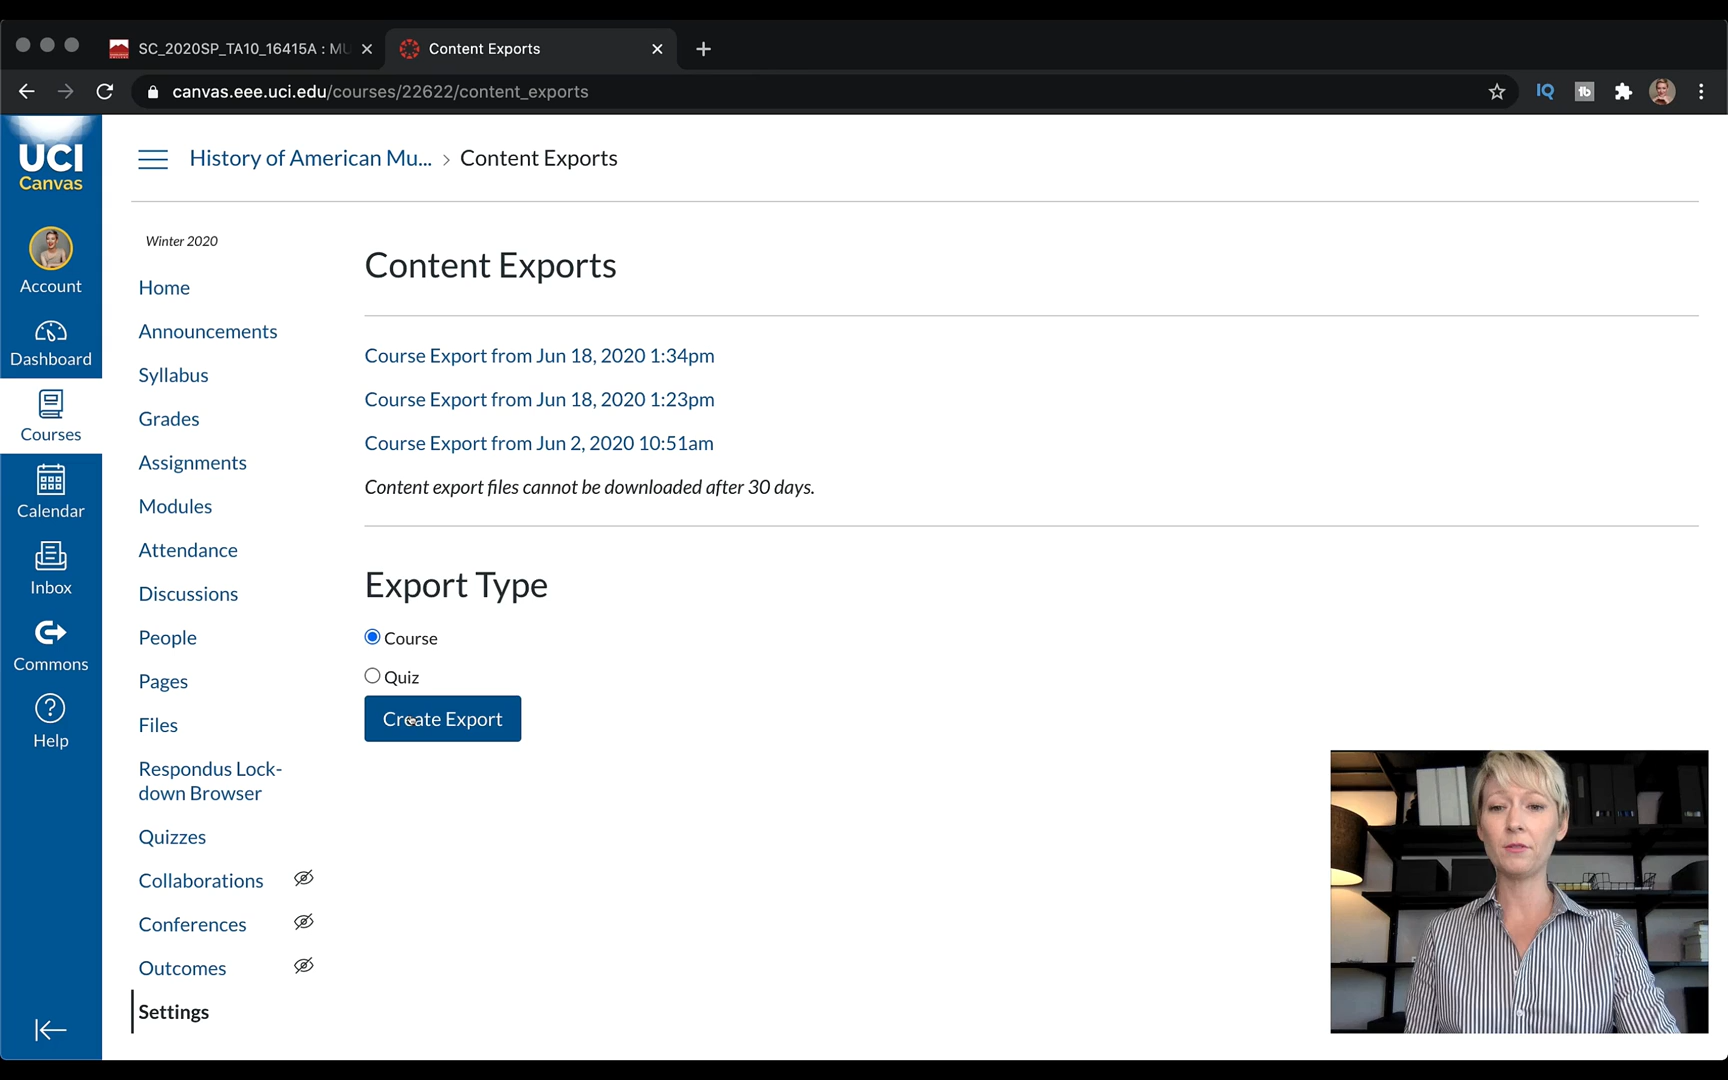 SC_2020SP_TA10_16415A : MU
Content Exports
canvas.eee.uci.edu/courses/22622/content_exports
IQ
tb
UCI
Canvas
Account
Dashboard
Courses
Calendar
Inbox
Commons
Help
History of American Mu... > Content Exports
Winter 2020
Home
Announcements
Syllabus
Grades
Assignments
Modules
Attendance
Discussions
People
Pages
Files
Respondus Lock-
down Browser
Quizzes
Collaborations
Conferences
Outcomes
Settings
Content Exports
Course Export from Jun 18, 2020 1:34pm
Course Export from Jun 18, 2020 1:23pm
Course Export from Jun 2, 2020 10:51am
Content export files cannot be downloaded after 30 days.
Export Type
Course
Quiz
Create Export